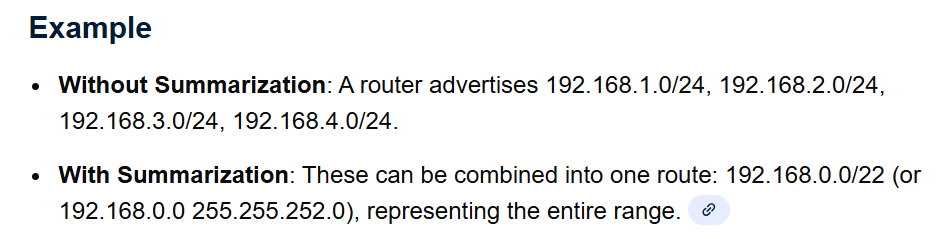 Example
• Without Summarization: A router advertises 192.168.1.0/24, 192.168.2.0/24,
192.168.3.0/24, 192.168.4.0/24.
• With Summarization: These can be combined into one route: 192.168.0.0/22 (or
192.168.0.0 255.255.252.0), representing the entire range.